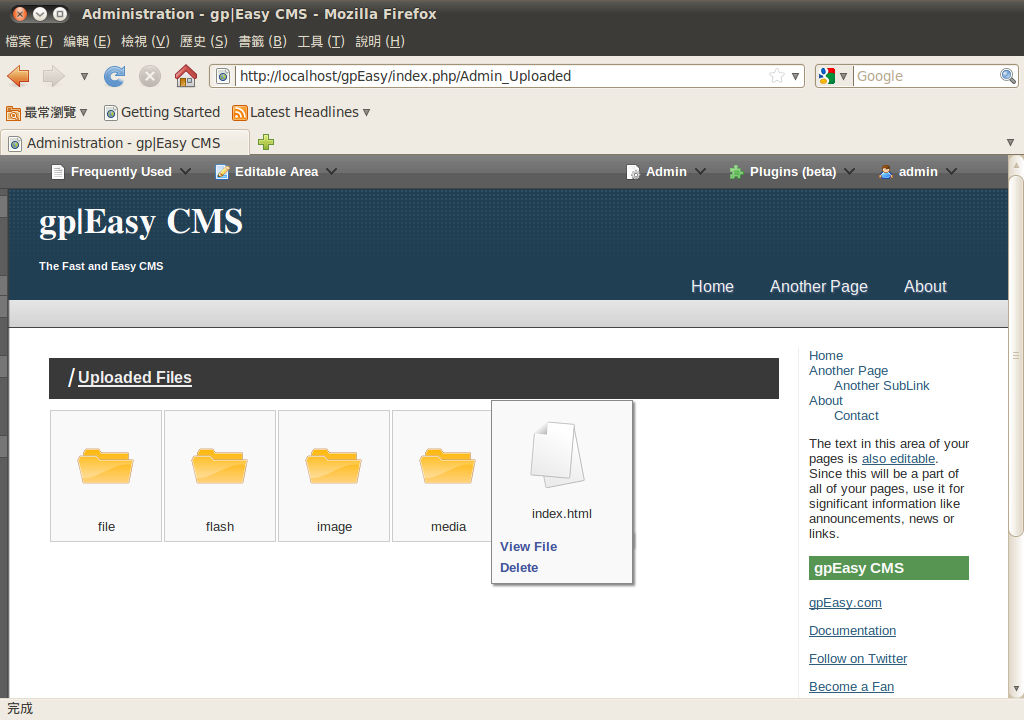 Administration - gp|Easy CMS - Mozilla Firefox
檔案 (F) 編輯 (E) 檢視 (V) 歷史 (S) 書籤 (B) 工具 (T) 說明 (H)
http://localhost/gpEasy/index.php/Admin_Uploaded
Google
最常瀏覽 Getting Started Latest Headlines
Administration - gp|Easy CMS
Frequently Used Editable Area Admin Plugins (beta) admin
gp|Easy CMS
The Fast and Easy CMS
Home Another Page About
/ Uploaded Files
file flash image media
index.html
View File
Delete
Home
Another Page
Another SubLink
About
Contact
The text in this area of your
pages is also editable.
Since this will be a part of
all of your pages, use it for
significant information like
announcements, news or
links.
gpEasy CMS
gpEasy.com
Documentation
Follow on Twitter
Become a Fan
完成